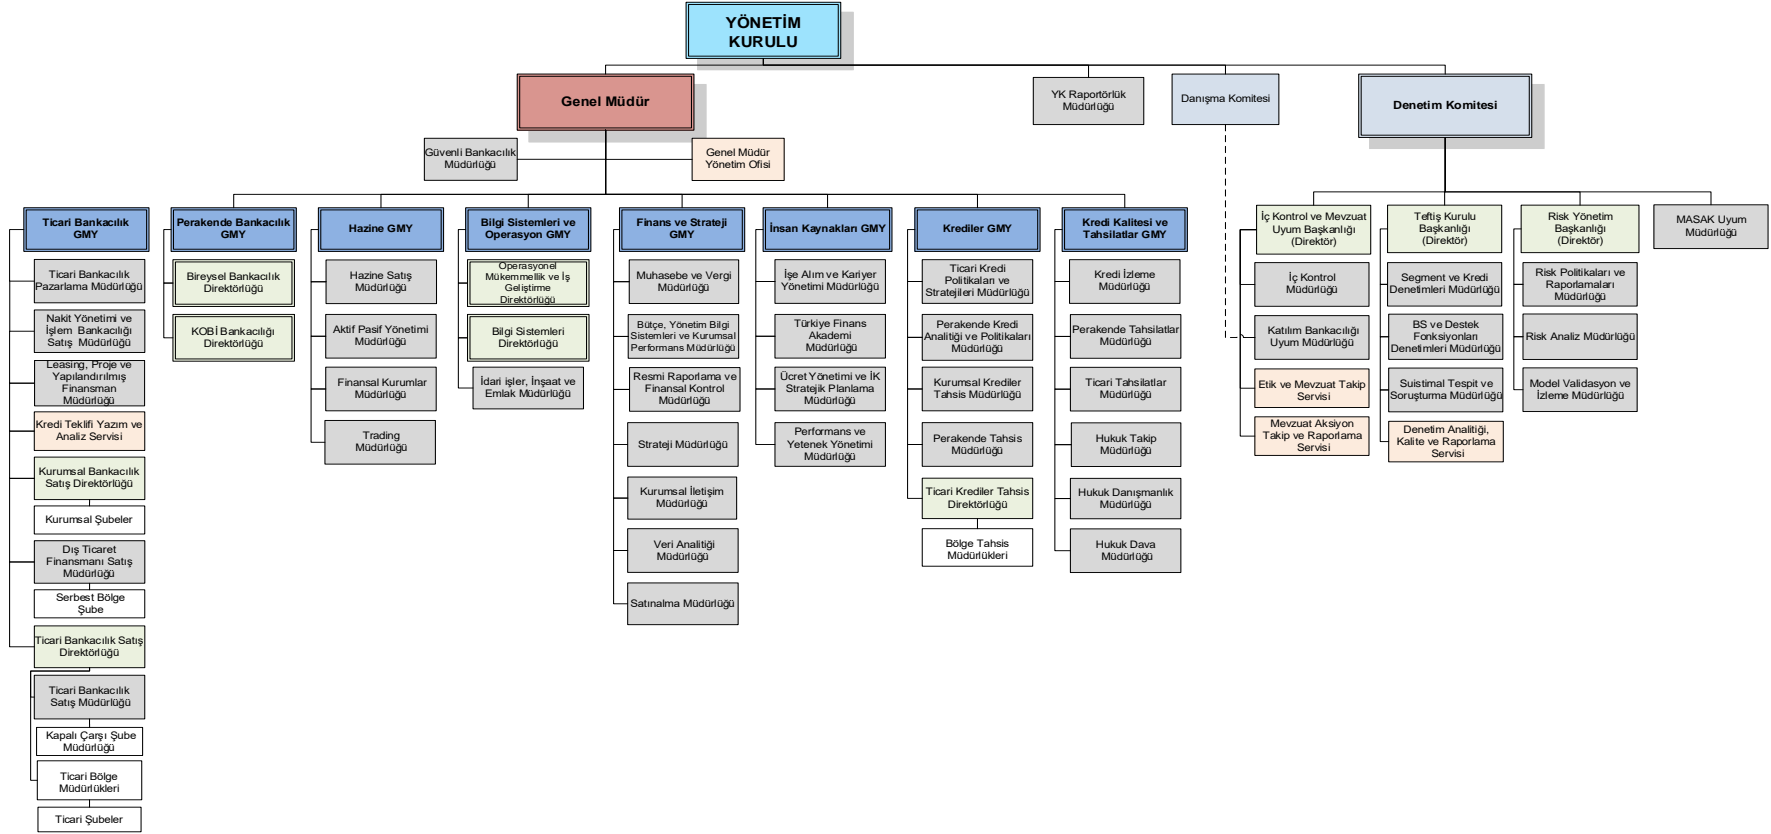 YÖNETİM
KURULU
Genel Müdür
YK Raportörlük
Müdürlüğü
Danışma Komitesi
Denetim Komitesi
Güvenli Bankacılık
Müdürlüğü
Genel Müdür
Yönetim Ofisi
Ticari Bankacılık
GMY
Ticari Bankacılık
Pazarlama Müdürlüğü
Nakit Yönetimi ve
İşlem Bankacılığı
Satış Müdürlüğü
Leasing, Proje ve
Yapılandırılmış
Finansman
Müdürlüğü
Kredi Teklifi Yazım ve
Analiz Servisi
Kurumsal Bankacılık
Satış Direktörlüğü
Kurumsal Şubeler
Dış Ticaret
Finansmanı Satış
Müdürlüğü
Serbest Bölge
Şube
Ticari Bankacılık Satış
Direktörlüğü
Ticari Bankacılık
Satış Müdürlüğü
Kapalı Çarşı Şube
Müdürlüğü
Ticari Bölge
Müdürlükleri
Ticari Şubeler
Perakende Bankacılık
GMY
Bireysel Bankacılık
Direktörlüğü
KOBİ Bankacılığı
Direktörlüğü
Hazine GMY
Hazine Satış
Müdürlüğü
Aktif Pasif Yönetimi
Müdürlüğü
Finansal Kurumlar
Müdürlüğü
Trading
Müdürlüğü
Bilgi Sistemleri ve
Operasyon GMY
Operasyonel
Mükemmellik ve İş
Geliştirme
Direktörlüğü
Bilgi Sistemleri
Direktörlüğü
İdari işler, İnşaat ve
Emlak Müdürlüğü
Finans ve Strateji
GMY
Muhasebe ve Vergi
Müdürlüğü
Bütçe, Yönetim Bilgi
Sistemleri ve Kurumsal
Performans Müdürlüğü
Resmi Raporlama ve
Finansal Kontrol
Müdürlüğü
Strateji Müdürlüğü
Kurumsal İletişim
Müdürlüğü
Veri Analitiği
Müdürlüğü
Satınalma Müdürlüğü
İnsan Kaynakları GMY
İşe Alım ve Kariyer
Yönetimi Müdürlüğü
Türkiye Finans
Akademi
Müdürlüğü
Ücret Yönetimi ve İK
Stratejik Planlama
Müdürlüğü
Performans ve
Yetenek Yönetimi
Müdürlüğü
Krediler GMY
Ticari Kredi
Politikaları ve
Stratejileri Müdürlüğü
Perakende Kredi
Analitiği ve Politikaları
Müdürlüğü
Kurumsal Krediler
Tahsis Müdürlüğü
Perakende Tahsis
Müdürlüğü
Ticari Krediler Tahsis
Direktörlüğü
Bölge Tahsis
Müdürlükleri
Kredi Kalitesi ve
Tahsilatlar GMY
Kredi İzleme
Müdürlüğü
Perakende Tahsilatlar
Müdürlüğü
Ticari Tahsilatlar
Müdürlüğü
Hukuk Takip
Müdürlüğü
Hukuk Danışmanlık
Müdürlüğü
Hukuk Dava
Müdürlüğü
İç Kontrol ve Mevzuat
Uyum Başkanlığı
(Direktör)
İç Kontrol
Müdürlüğü
Katılım Bankacılığı
Uyum Müdürlüğü
Etik ve Mevzuat Takip
Servisi
Mevzuat Aksiyon
Takip ve Raporlama
Servisi
Teftiş Kurulu
Başkanlığı
(Direktör)
Segment ve Kredi
Denetimleri Müdürlüğü
BS ve Destek
Fonksiyonları
Denetimleri Müdürlüğü
Suistimal Tespit ve
Soruşturma Müdürlüğü
Denetim Analitiği,
Kalite ve Raporlama
Servisi
Risk Yönetim
Başkanlığı
(Direktör)
Risk Politikaları ve
Raporlamaları
Müdürlüğü
Risk Analiz Müdürlüğü
Model Validasyon ve
İzleme Müdürlüğü
MASAK Uyum
Müdürlüğü